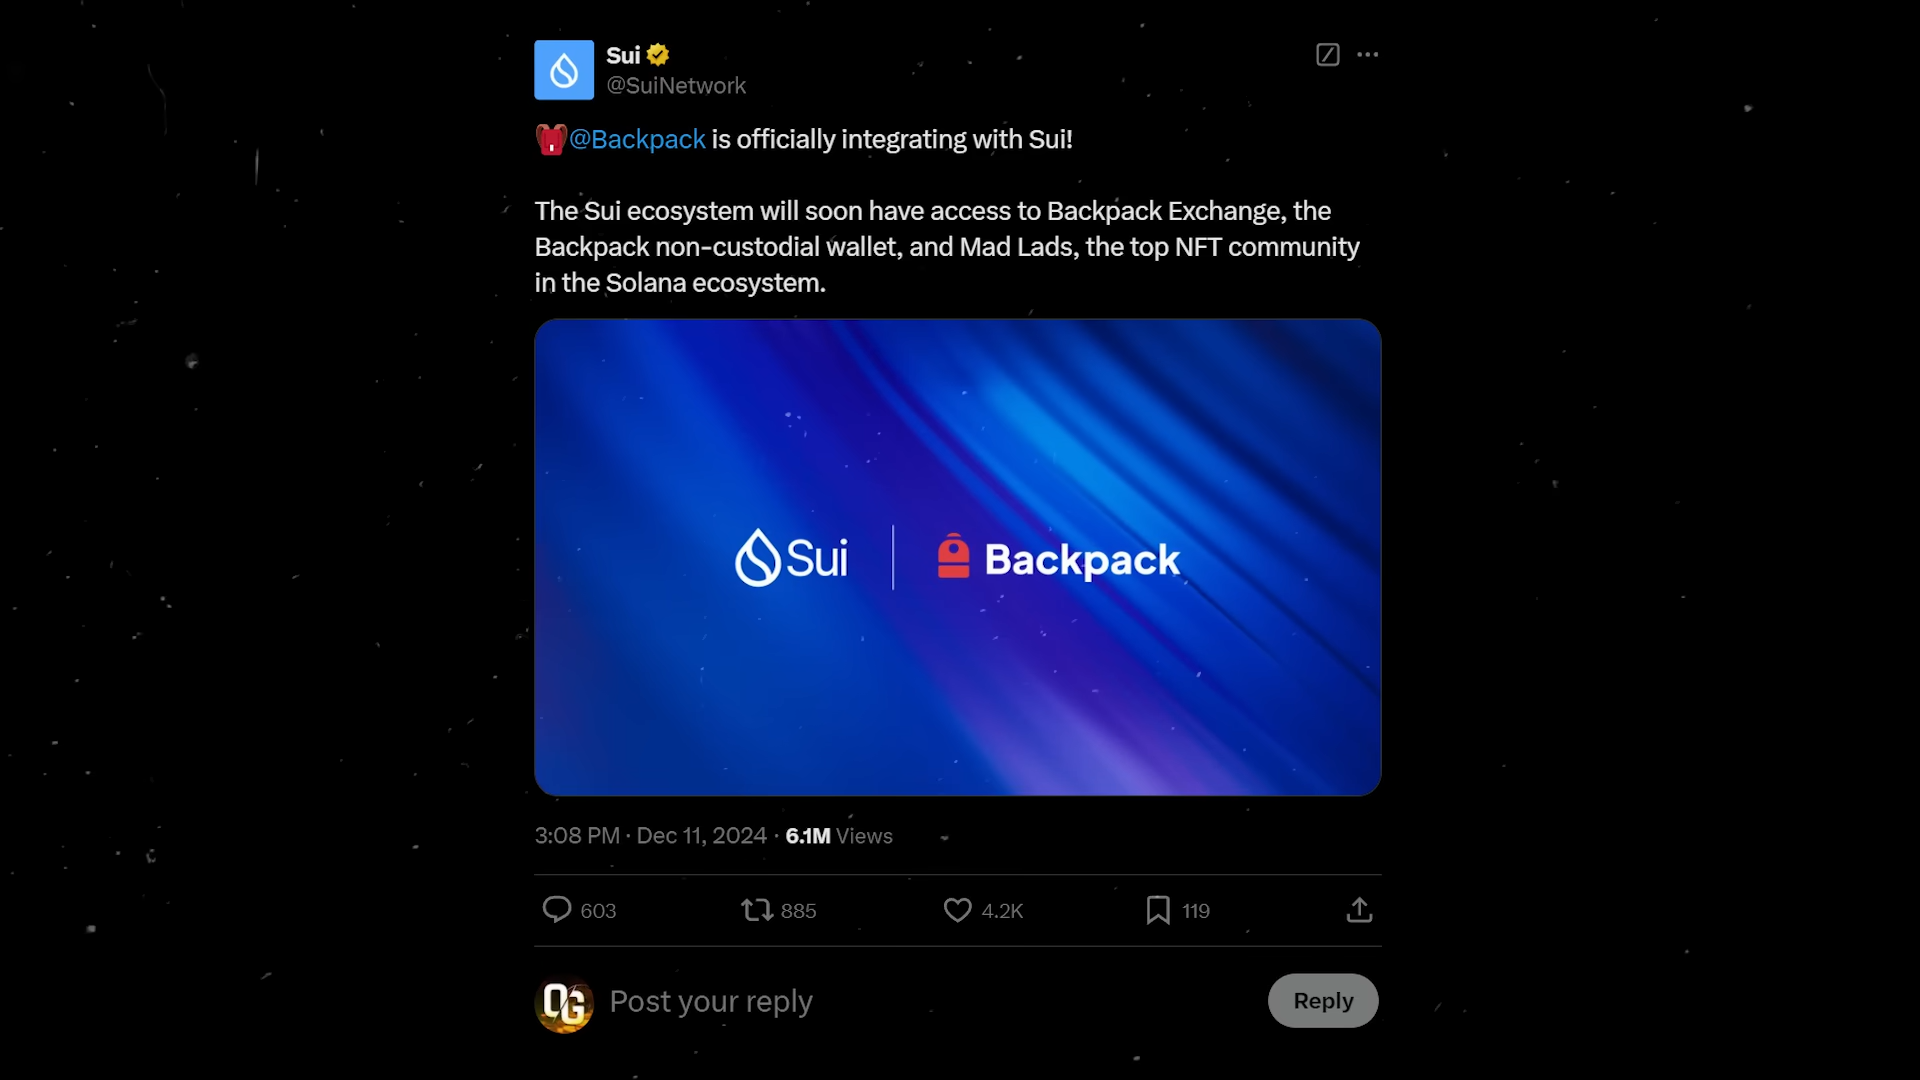 Sui
@SuiNetwork
@Backpack is officially integrating with Sui!
The Sui ecosystem will soon have access to Backpack Exchange, the
Backpack non-custodial wallet, and Mad Lads, the top NFT community
in the Solana ecosystem.
Sui | Backpack
3:08 PM · Dec 11, 2024 · 6.1M Views
603 885 4.2K 119
OG Post your reply Reply